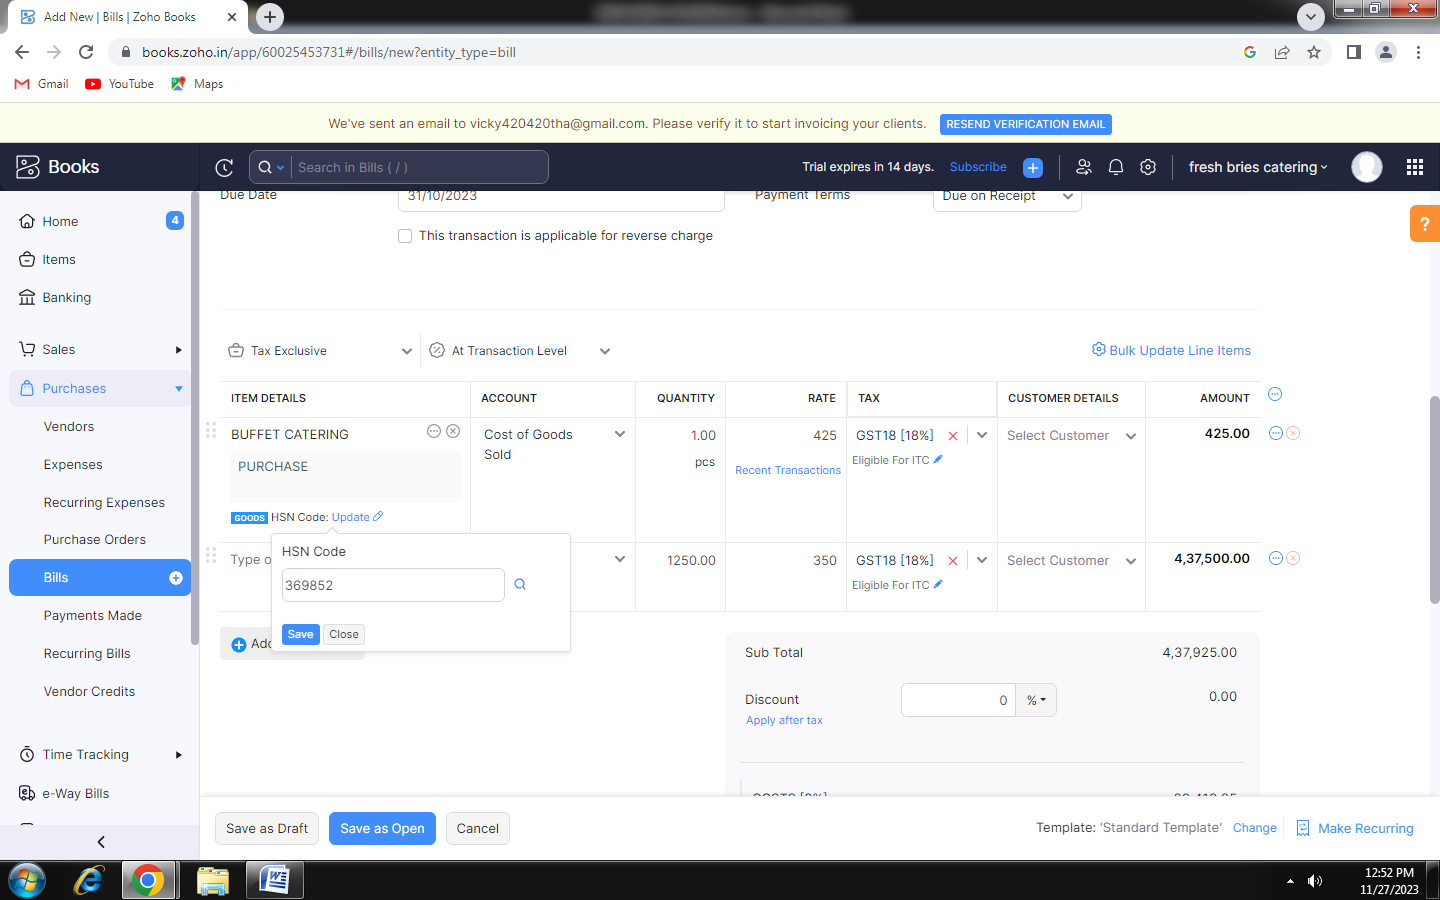 Add New | Bills | Zoho Books
books.zoho.in/app/60025453731#/bills/new?entity_type=bill
Gmail YouTube Maps
We've sent an email to vicky420420tha@gmail.com. Please verify it to start invoicing your clients. RESEND VERIFICATION EMAIL
Books
Search in Bills ( / )
Trial expires in 14 days. Subscribe
fresh bries catering
Home 4
Items
Banking
Sales
Purchases
Vendors
Expenses
Recurring Expenses
Purchase Orders
Bills
Payments Made
Recurring Bills
Vendor Credits
Time Tracking
e-Way Bills
Due Date 31/10/2023 Payment Terms Due on Receipt
This transaction is applicable for reverse charge
?
Tax Exclusive At Transaction Level Bulk Update Line Items
ITEM DETAILS ACCOUNT QUANTITY RATE TAX CUSTOMER DETAILS AMOUNT
BUFFET CATERING Cost of Goods Sold 1.00 425 GST18 [18%] Select Customer 425.00
PURCHASE pcs Recent Transactions Eligible For ITC
GOODS HSN Code: Update
Type o 1250.00 350 GST18 [18%] Select Customer 4,37,500.00
Eligible For ITC
HSN Code
369852
Save Close
Add
Sub Total 4,37,925.00
Discount 0 % 0.00
Apply after tax
Save as Draft Save as Open Cancel
Template: 'Standard Template' Change Make Recurring
12:52 PM
11/27/2023